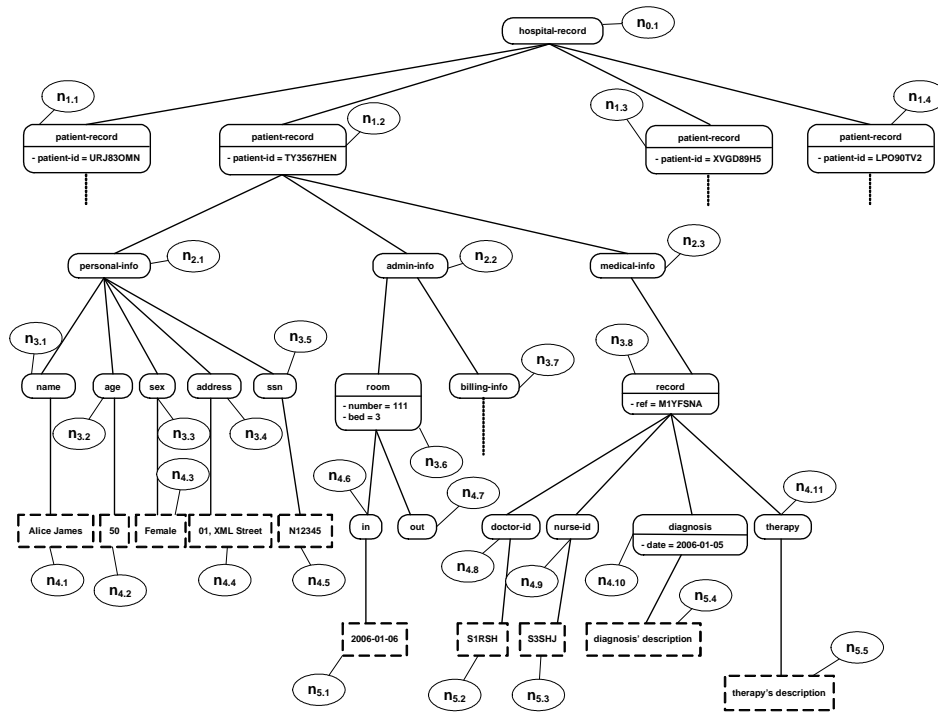 hospital-record
n0.1
n1.1
n1.2
n1.3
n1.4
patient-record
- patient-id = URJ83OMN
patient-record
- patient-id = TY3567HEN
patient-record
- patient-id = XVGD89H5
patient-record
- patient-id = LPO90TV2
personal-info
n2.1
admin-info
n2.2
medical-info
n2.3
n3.1
n3.5
n3.8
name
age
sex
address
ssn
room
- number = 111
- bed = 3
billing-info
n3.7
record
- ref = M1YFSNA
n3.2
n3.3
n3.4
n3.6
n4.3
n4.6
n4.7
n4.11
Alice James
50
Female
01, XML Street
N12345
in
out
doctor-id
nurse-id
diagnosis
- date = 2006-01-05
therapy
n4.1
n4.2
n4.4
n4.5
n4.8
n4.9
n4.10
n5.4
2006-01-06
S1RSH
S3SHJ
diagnosis' description
n5.5
n5.1
n5.2
n5.3
therapy's description